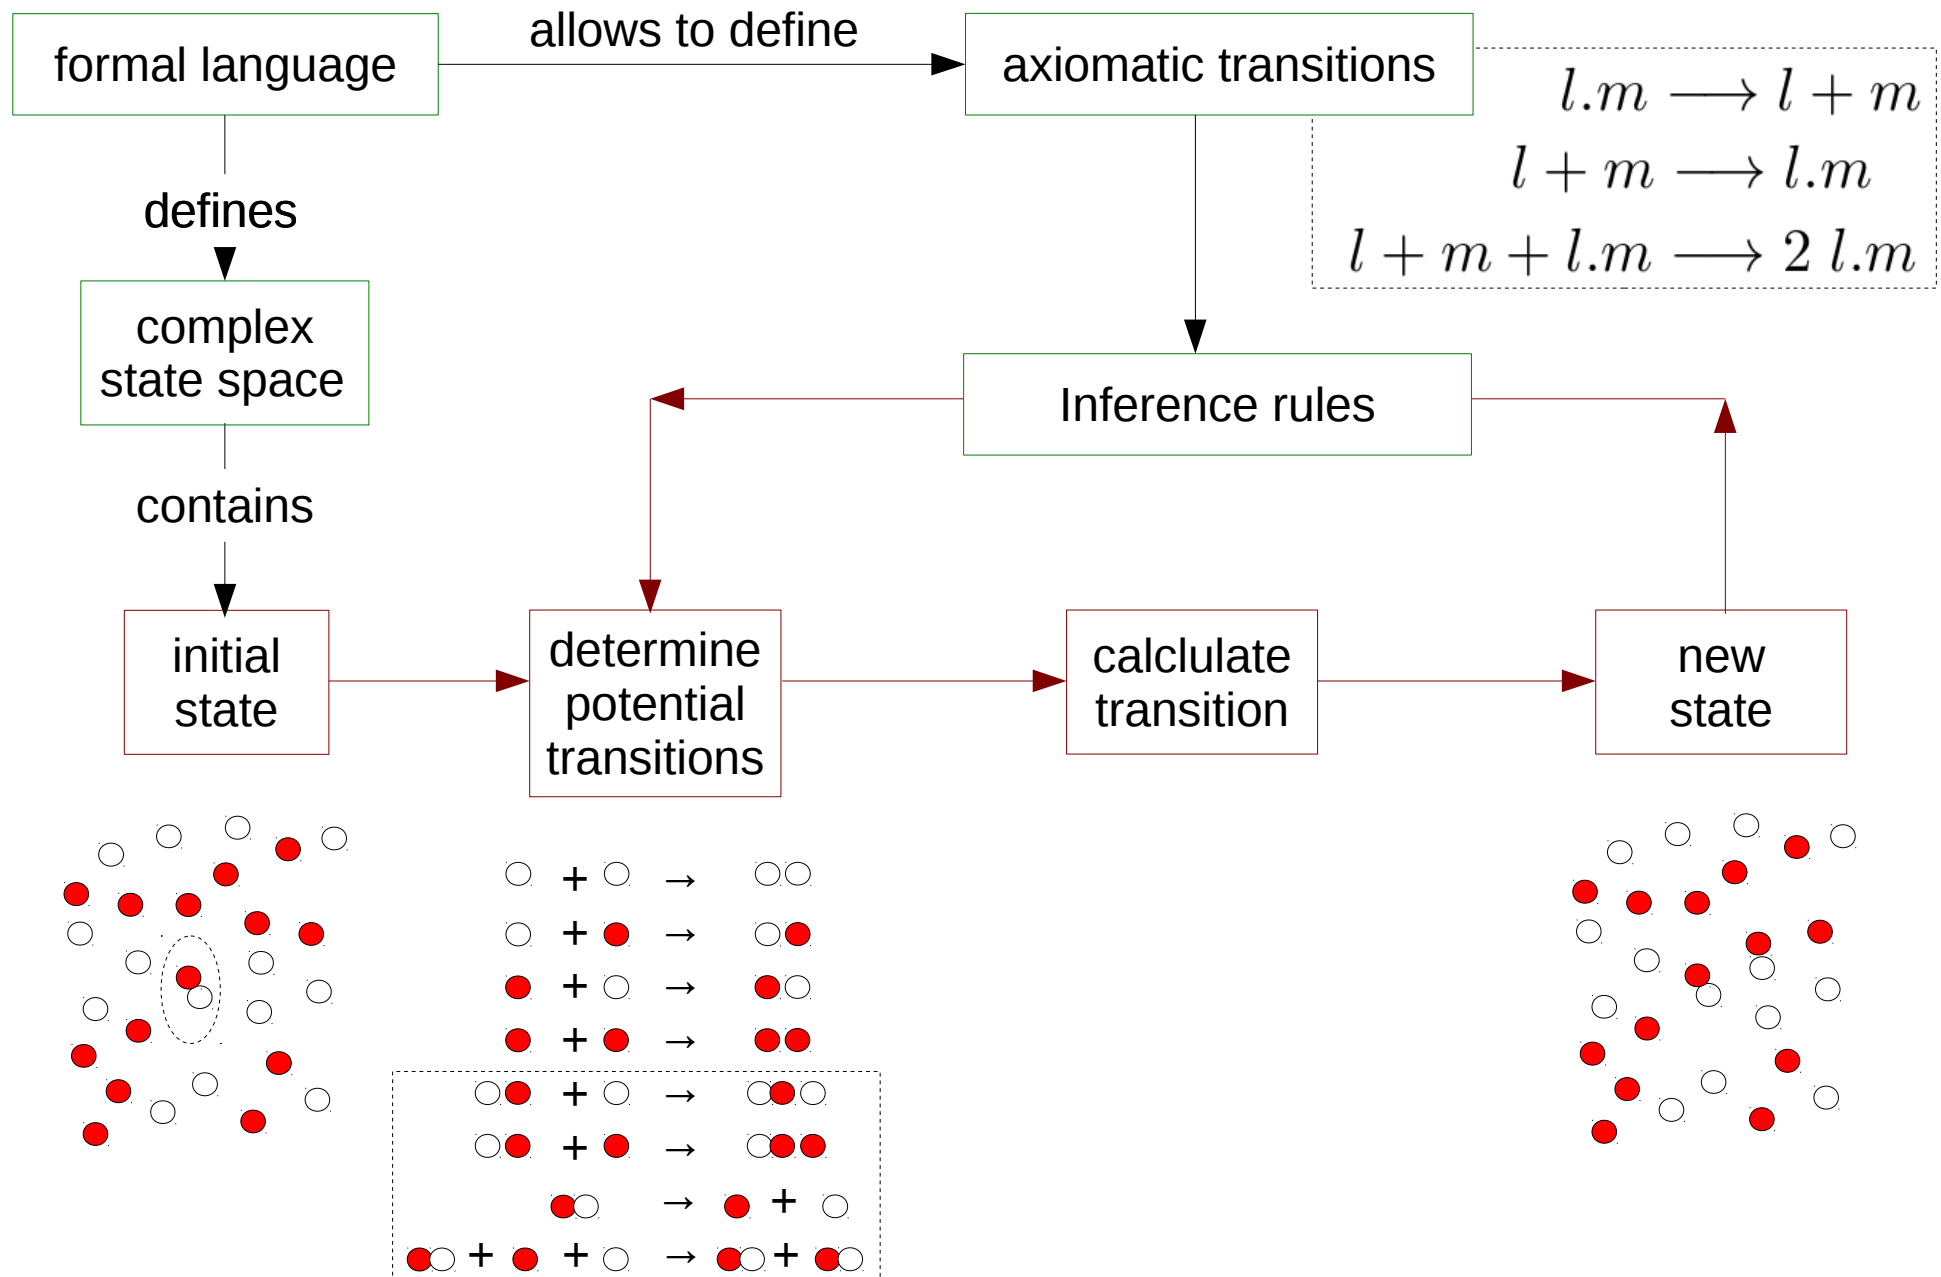 formal language
allows to define
axiomatic transitions
l.m ⟶ l + m
l + m ⟶ l.m
l + m + l.m ⟶ 2 l.m
defines
complex
state space
Inference rules
contains
initial
state
determine
potential
transitions
calclulate
transition
new
state
+ →
+ →
+ →
+ →
+ →
+ →
→ +
+ + → +